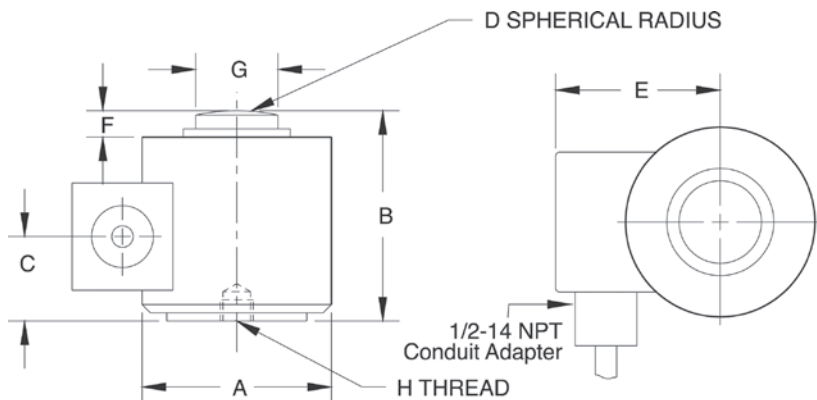 D SPHERICAL RADIUS
G
E
F
B
C
1/2-14 NPT
Conduit Adapter
A
H THREAD